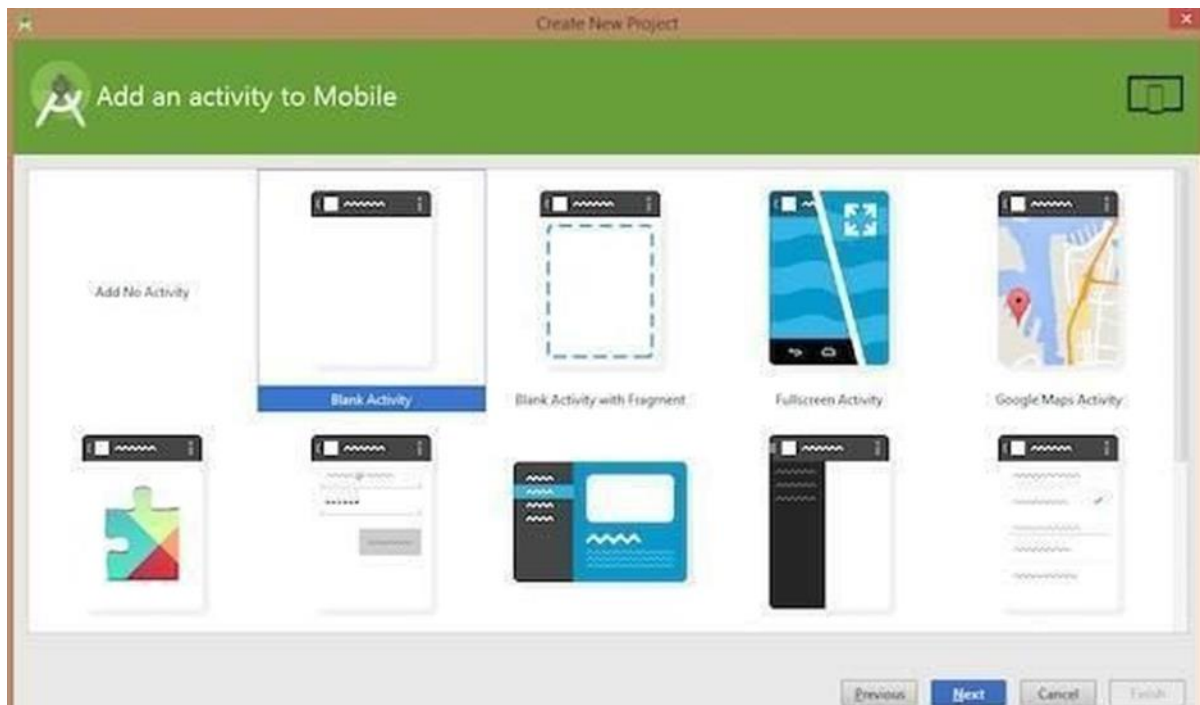 Create New Project
Add an activity to Mobile
Add No Activity
Blank Activity
Blank Activity with Fragment
Fullscreen Activity
Google Maps Activity
Previous
Next
Cancel
Finish